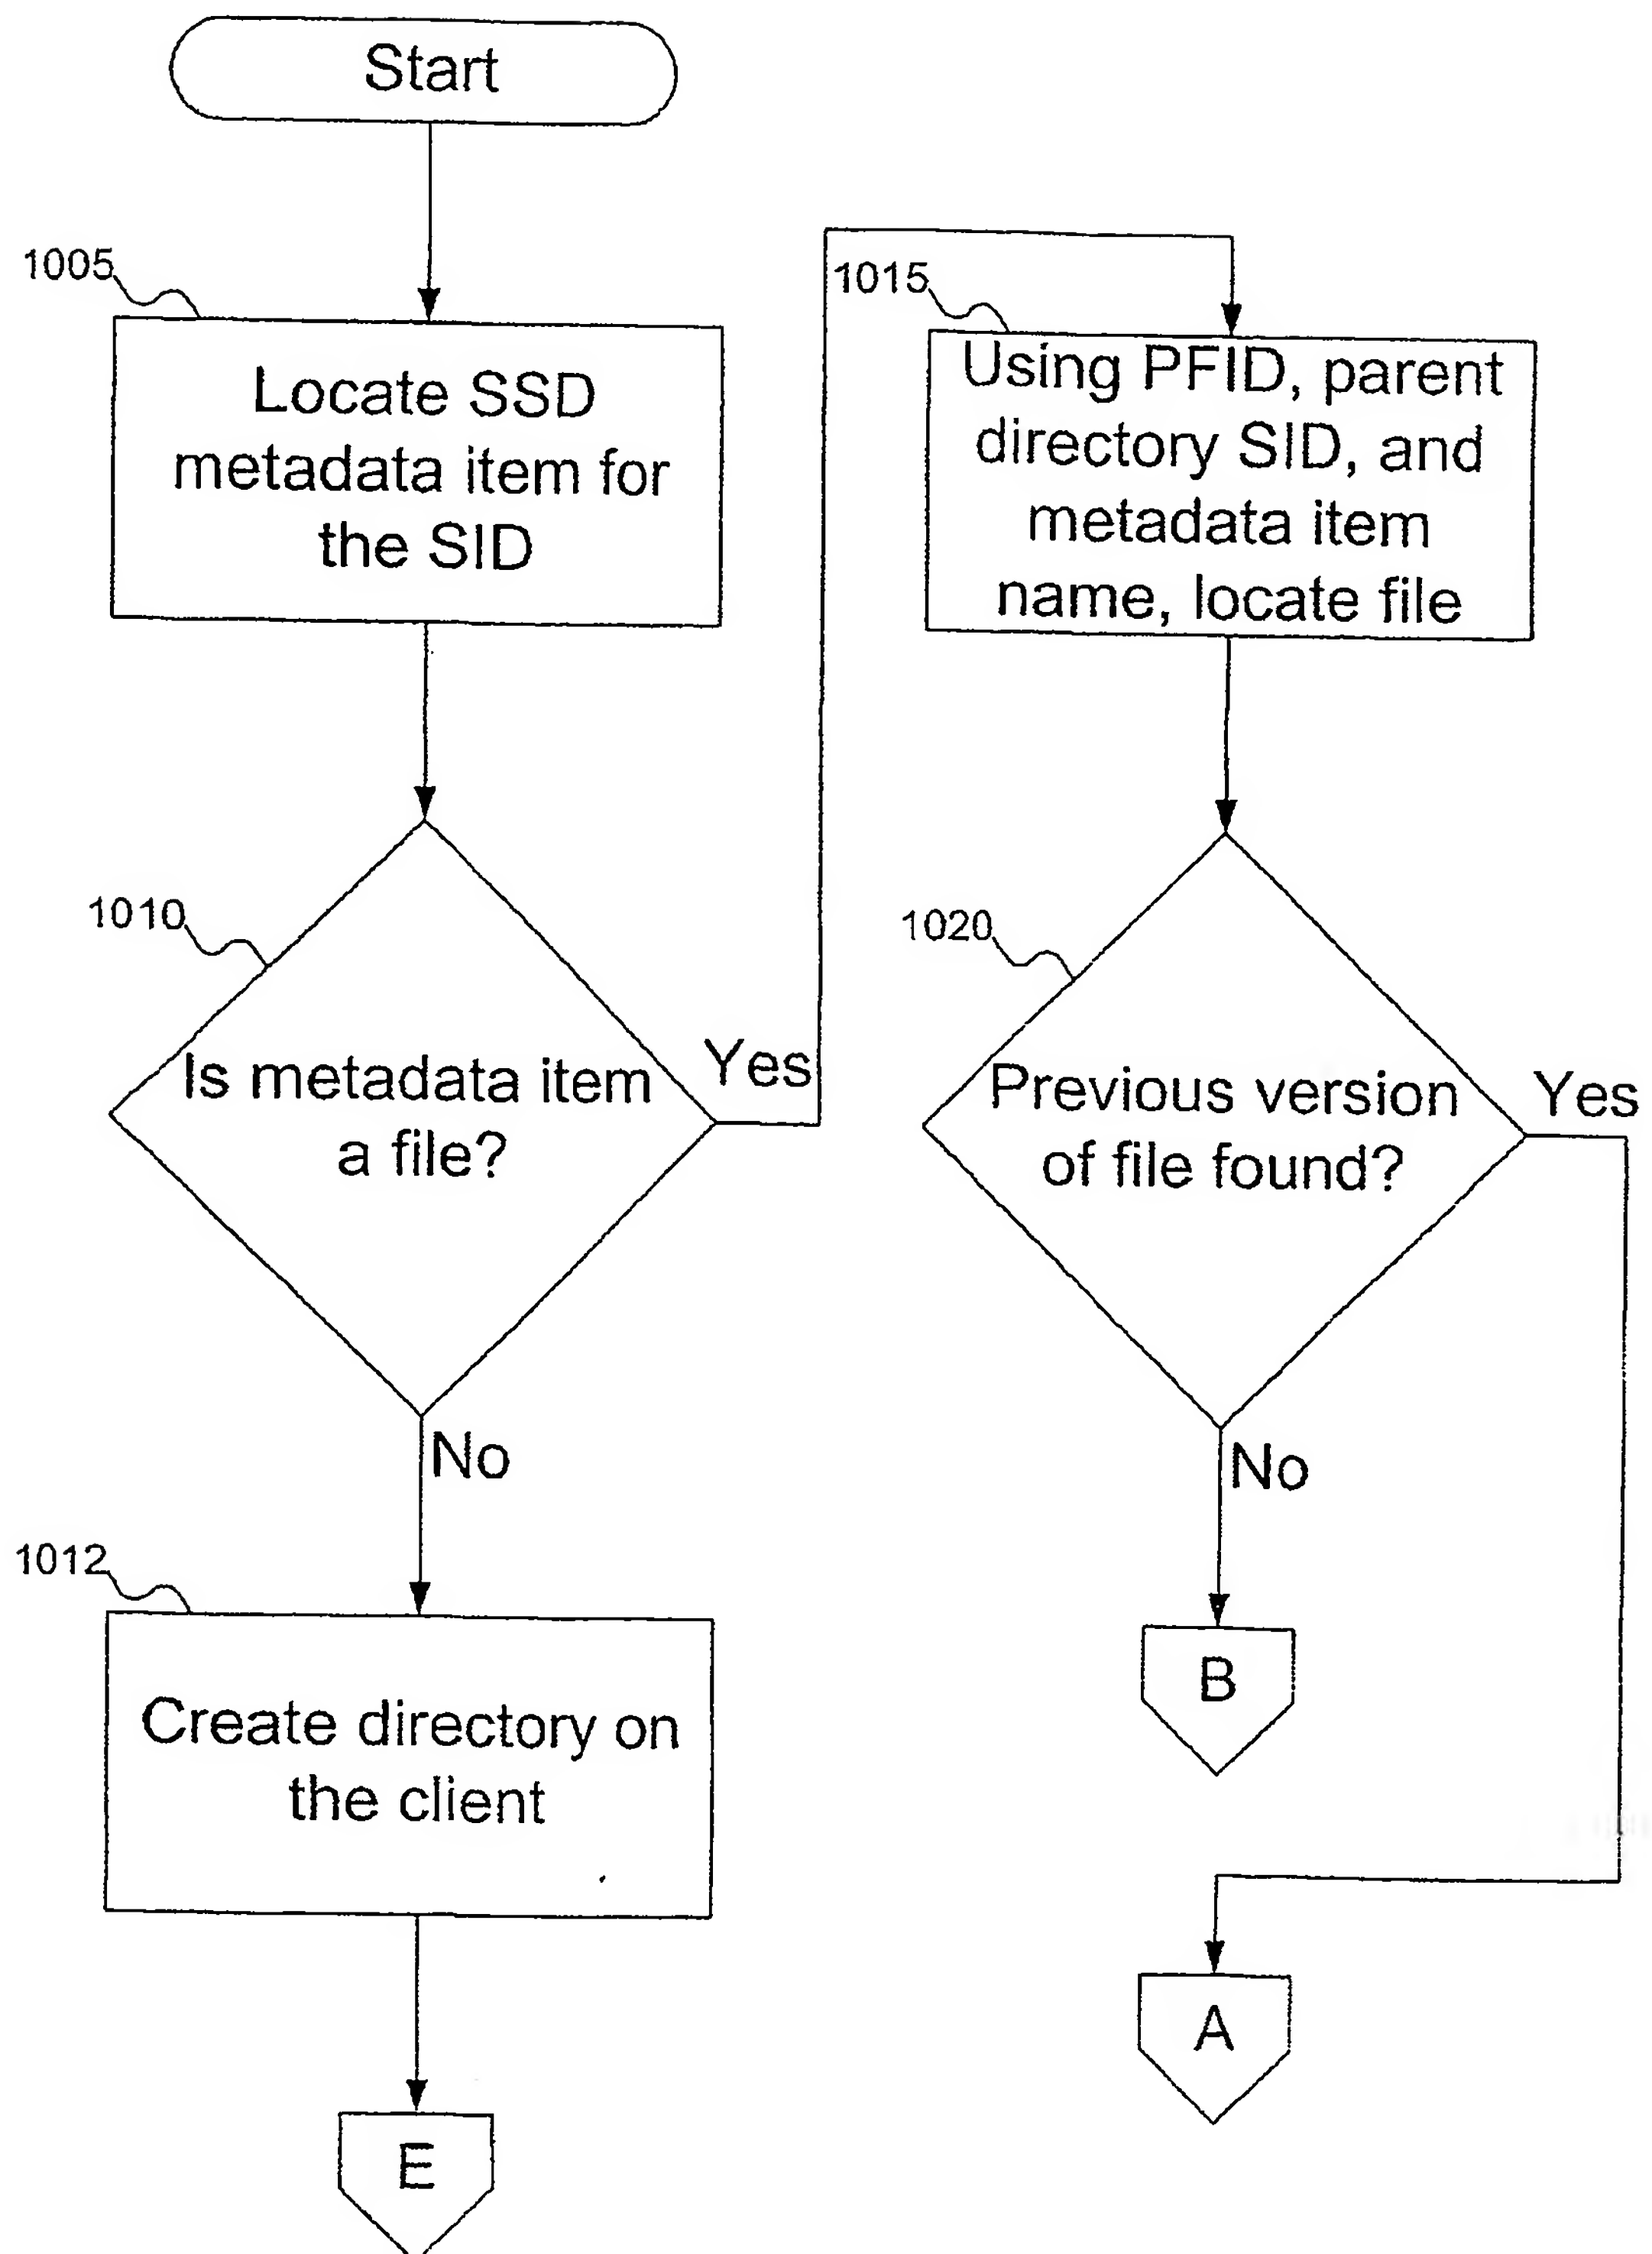 Start
1005
Locate SSD
metadata item for
the SID
1010
Is metadata item
a file?
Yes
No
1012
Create directory on
the client
E
1015
Using PFID, parent
directory SID, and
metadata item
name, locate file
1020
Previous version
of file found?
Yes
No
B
A